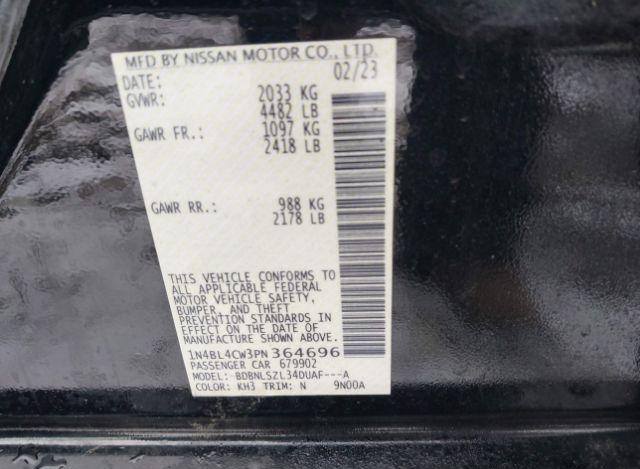 MFD BY NISSAN MOTOR CO., LTD.
DATE: 02/23
GVWR: 2033 KG
4482 LB
GAWR FR.: 1097 KG
2418 LB
GAWR RR.: 988 KG
2178 LB
THIS VEHICLE CONFORMS TO
ALL APPLICABLE FEDERAL
MOTOR VEHICLE SAFETY,
BUMPER, AND THEFT
PREVENTION STANDARDS IN
EFFECT ON THE DATE OF
MANUFACTURE SHOWN ABOVE.
1N4BL4CW3PN364696
PASSENGER CAR 679902
MODEL: BDBNLSZL34DUAF---A
COLOR: KH3 TRIM: N 9N00A